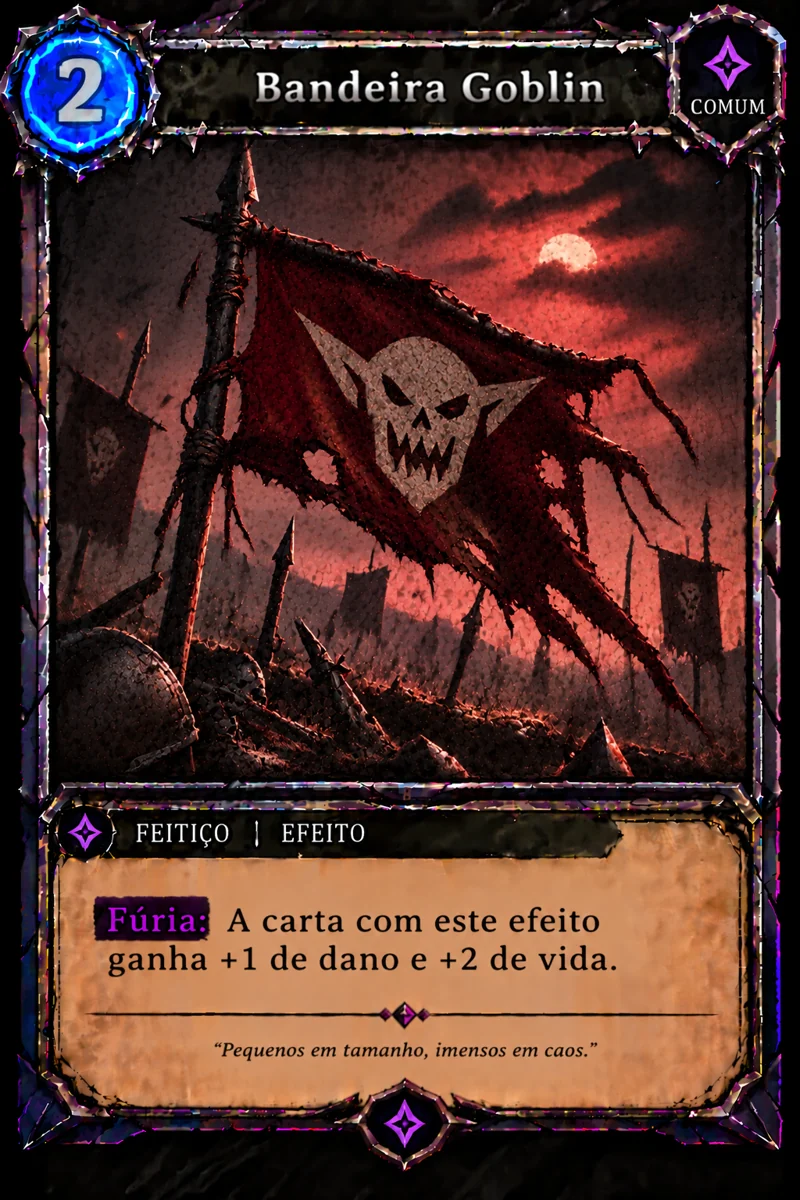 2
Bandeira Goblin
COMUM
FEITIÇO | EFEITO
Fúria: A carta com este efeito
ganha +1 de dano e +2 de vida.
“Pequenos em tamanho, imensos em caos.”